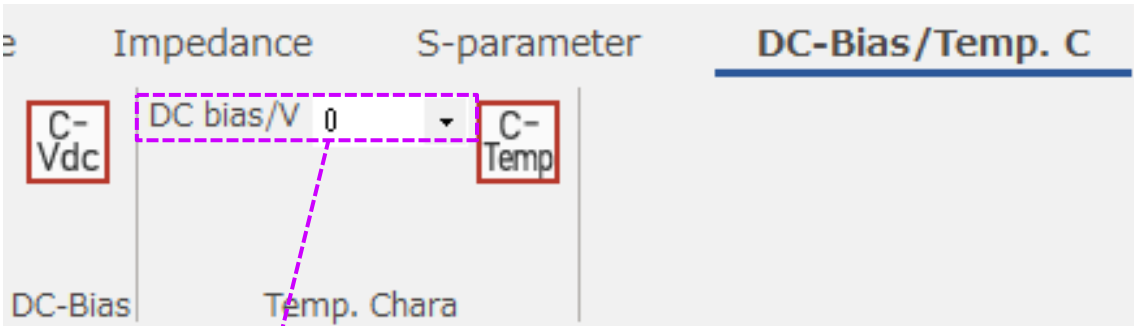 e Impedance S-parameter DC-Bias/Temp. C
C-
Vdc
DC bias/V 0
C-
Temp
DC-Bias Temp. Chara